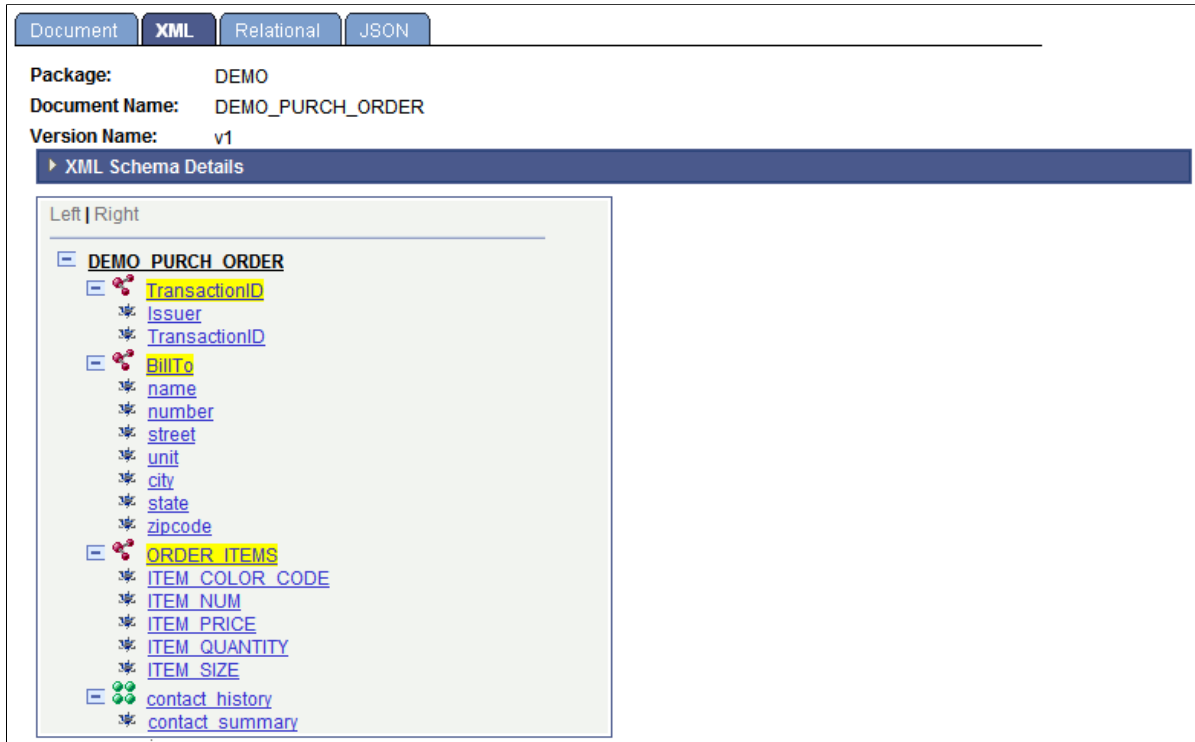 Document XML Relational JSON
Package: DEMO
Document Name: DEMO_PURCH_ORDER
Version Name: v1
XML Schema Details
Left | Right
DEMO_PURCH_ORDER
TransactionID
Issuer
TransactionID
BillTo
name
number
street
unit
city
state
zipcode
ORDER_ITEMS
ITEM_COLOR_CODE
ITEM_NUM
ITEM_PRICE
ITEM_QUANTITY
ITEM_SIZE
contact_history
contact_summary